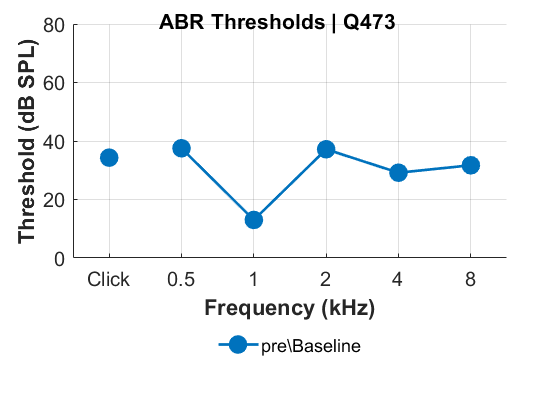 ABR Thresholds | Q473
Threshold (dB SPL)
80
60
40
20
0
Click 0.5 1 2 4 8
Frequency (kHz)
pre\Baseline